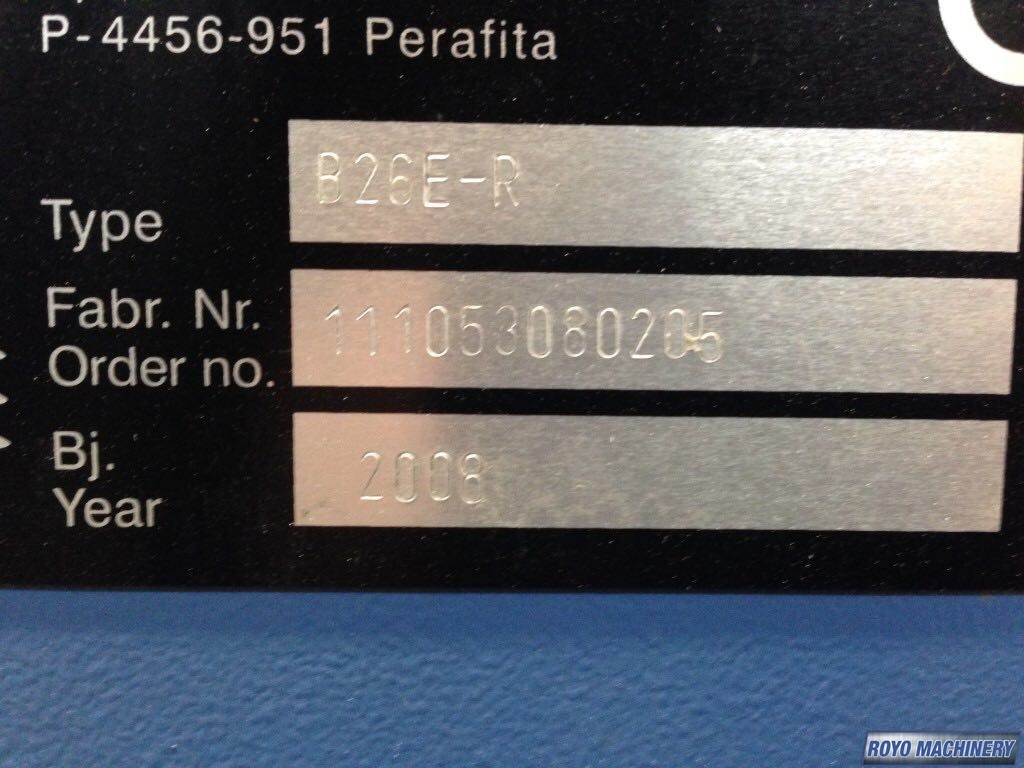 P-4456-951 Perafita
Type B26E-R
Fabr. Nr. 111053080205
Order no.
Bj.
2008
Year
ROYO MACHINERY